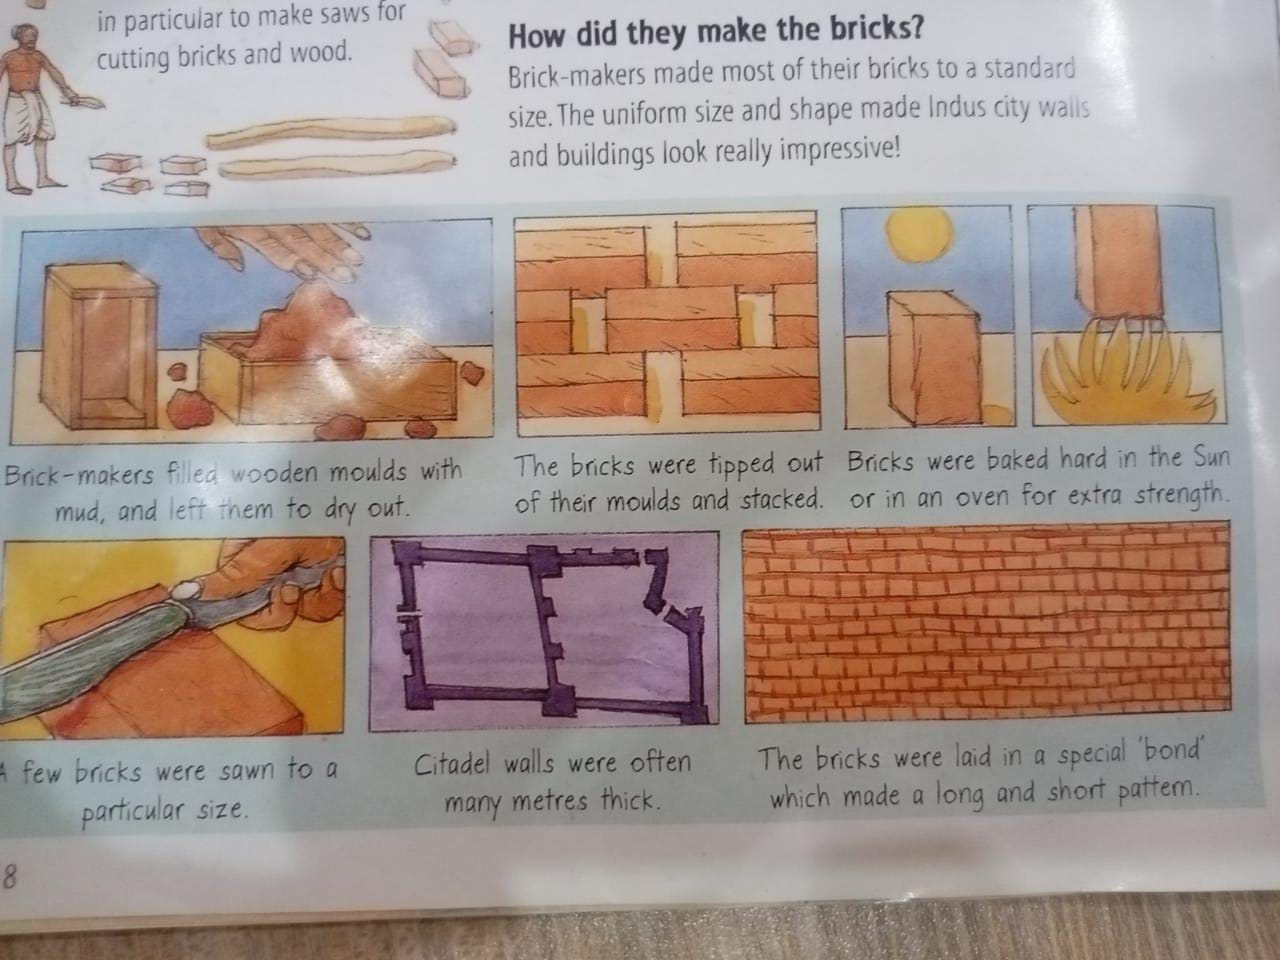 in particular to make saws for
cutting bricks and wood.
How did they make the bricks?
Brick-makers made most of their bricks to a standard
size. The uniform size and shape made Indus city walls
and buildings look really impressive!
Brick-makers filled wooden moulds with
mud, and left them to dry out.
The bricks were tipped out
of their moulds and stacked.
Bricks were baked hard in the Sun
or in an oven for extra strength.
A few bricks were sawn to a
particular size.
Citadel walls were often
many metres thick.
The bricks were laid in a special 'bond'
which made a long and short pattern.
8